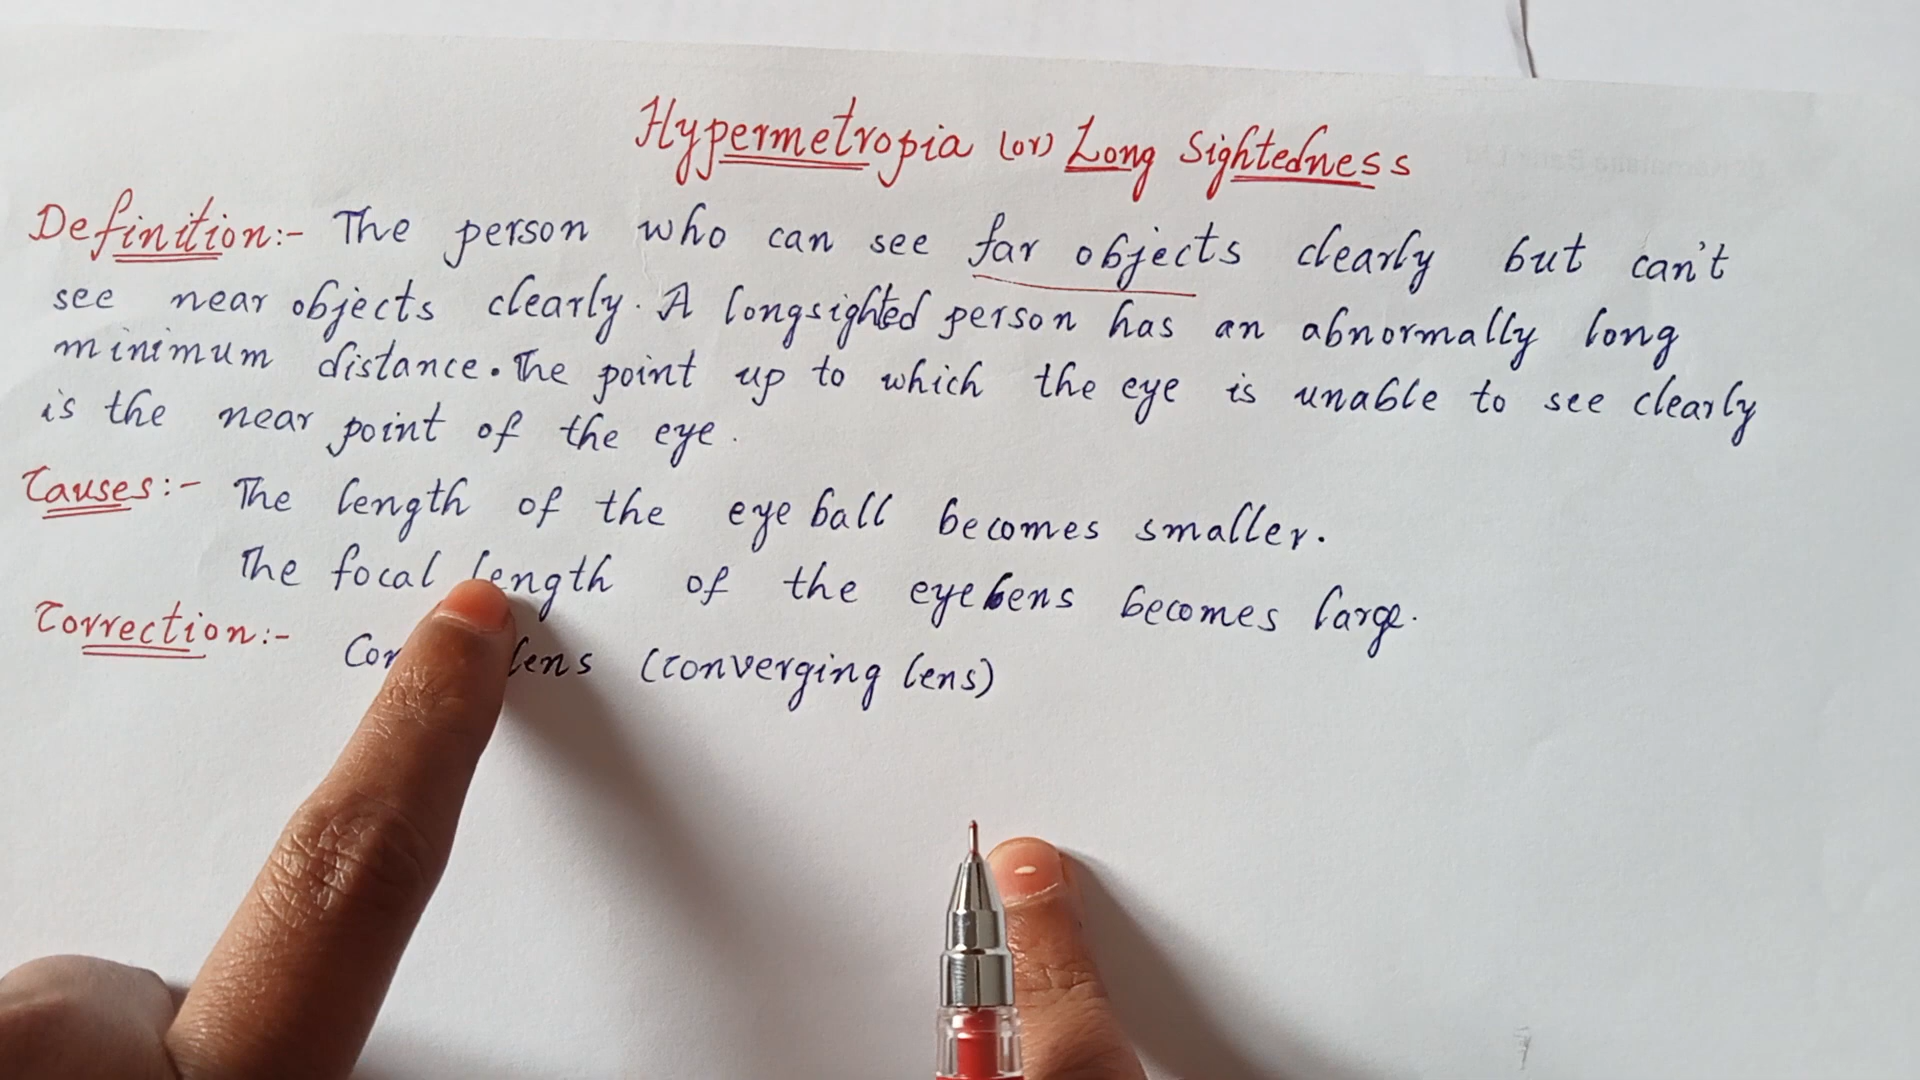 Hypermetropia (or) Long Sightedness
Definition:- The person who can see far objects clearly but can't
see near objects clearly. A longsighted person has an abnormally long
minimum distance. The point up to which the eye is unable to see clearly
is the near point of the eye.
Causes:- The length of the eye ball becomes smaller.
The focal length of the eye lens becomes large.
Correction:- lens (converging lens)